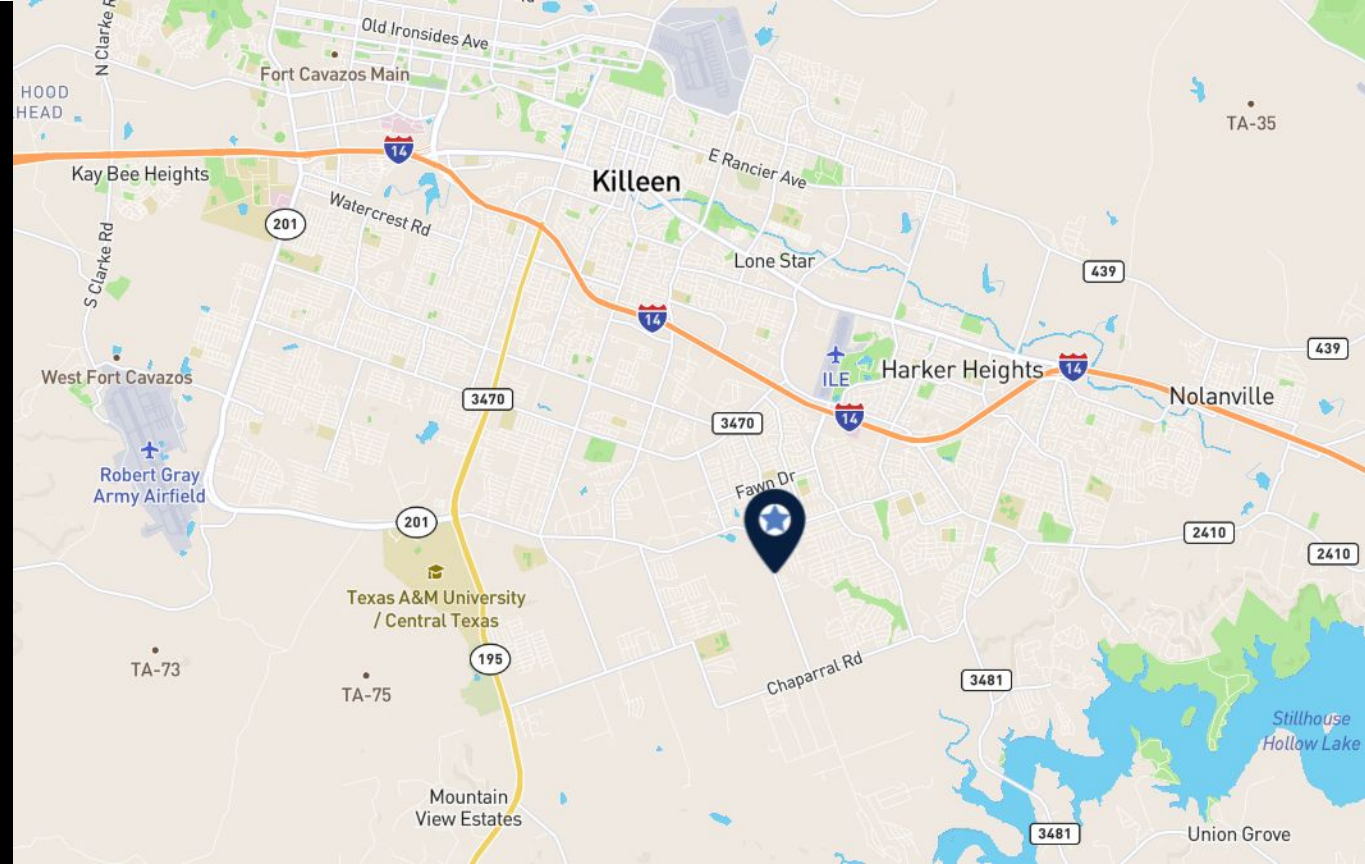 N Clarke R
Old Ironsides Ave
Fort Cavazos Main
HOOD
HEAD
TA-35
14
Kay Bee Heights
E Rancier Ave
Killeen
Watercrest Rd
201
S Clarke Rd
Lone Star
439
14
439
West Fort Cavazos
ILE
Harker Heights
14
Nolanville
3470
3470
14
Robert Gray
Army Airfield
Fawn Dr
201
2410
2410
Texas A&M University
/ Central Texas
195
TA-73
TA-75
Chaparral Rd
3481
Stillhouse
Hollow Lake
Mountain
View Estates
3481
Union Grove